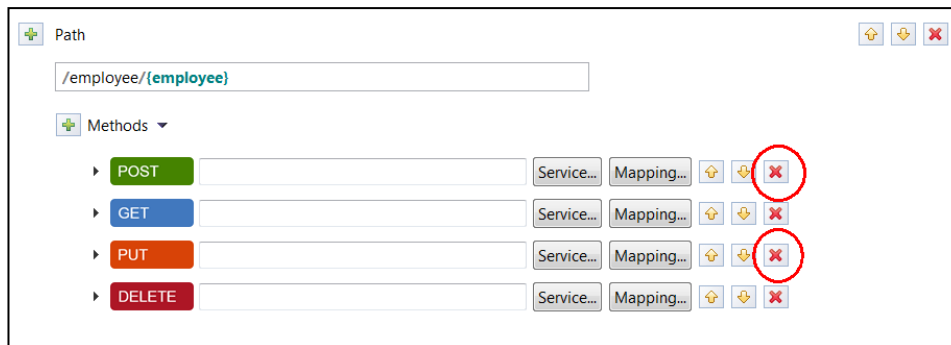 Path
/employee/{employee}
Methods
POST Service... Mapping...
GET Service... Mapping...
PUT Service... Mapping...
DELETE Service... Mapping...